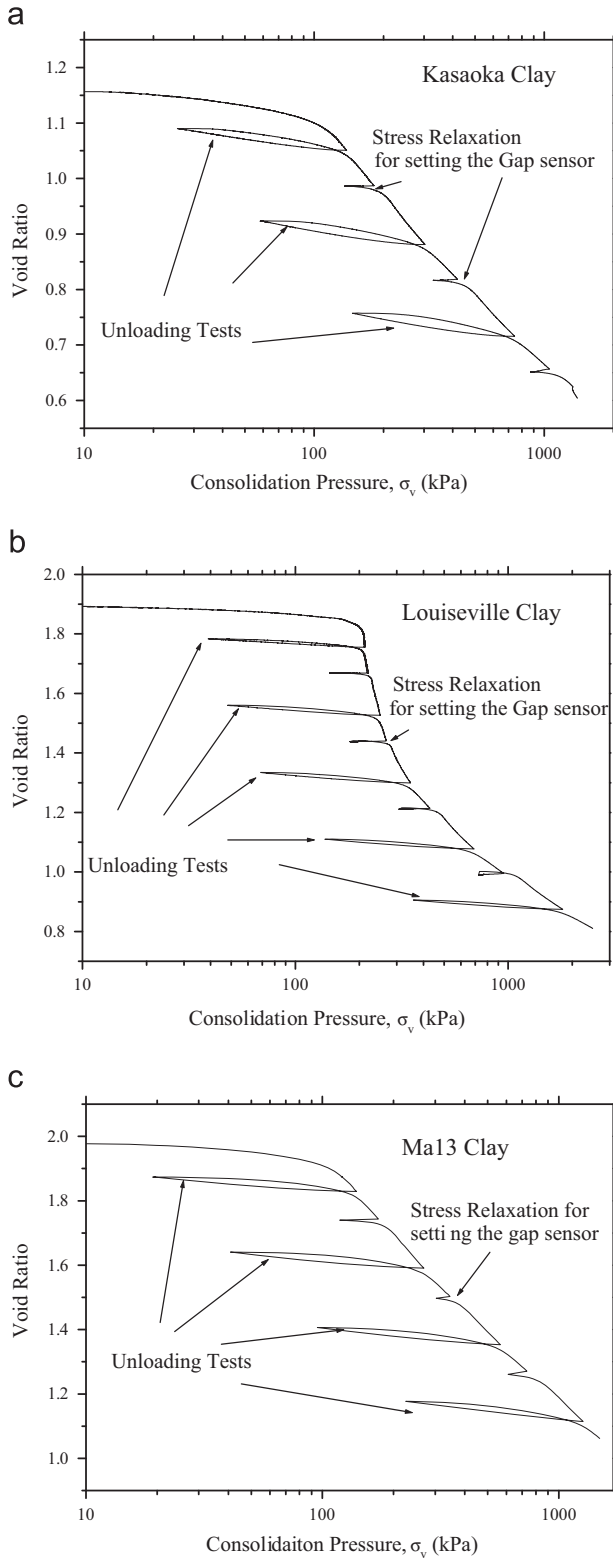 a
Kasaoka Clay
Stress Relaxation
for setting the Gap sensor
Unloading Tests
Void Ratio
1.2
1.1
1.0
0.9
0.8
0.7
0.6
10
100
1000
Consolidation Pressure, σv (kPa)
b
Louiseville Clay
Stress Relaxation
for setting the Gap sensor
Unloading Tests
Void Ratio
2.0
1.8
1.6
1.4
1.2
1.0
0.8
10
100
1000
Consolidation Pressure, σv (kPa)
c
Ma13 Clay
Stress Relaxation for
setti ng the gap sensor
Unloading Tests
Void Ratio
2.0
1.8
1.6
1.4
1.2
1.0
10
100
1000
Consolidaiton Pressure, σv (kPa)